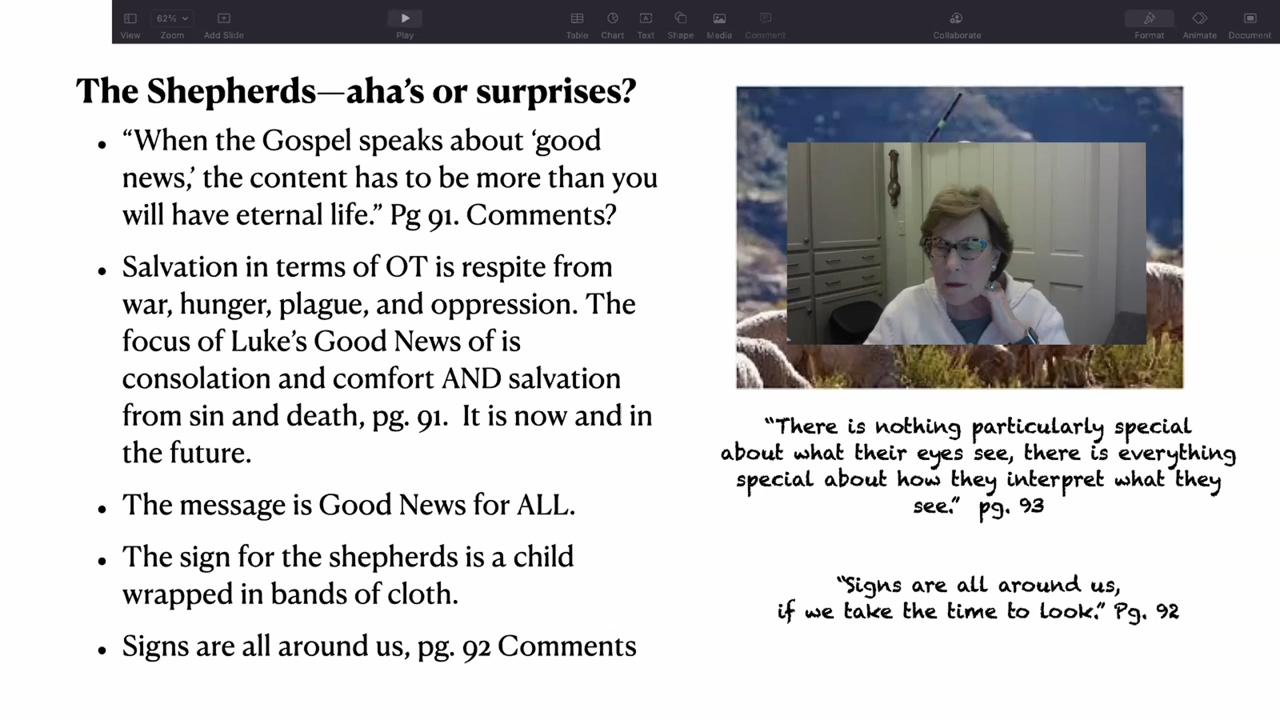 62%
View
Zoom
Add Slide
Play
Table
Chart
Text
Shape
Media
Comment
Collaborate
Format
Animate
Document
The Shepherds—aha’s or surprises?
• “When the Gospel speaks about ‘good
news,’ the content has to be more than you
will have eternal life.” Pg 91. Comments?
• Salvation in terms of OT is respite from
war, hunger, plague, and oppression. The
focus of Luke’s Good News of is
consolation and comfort AND salvation
from sin and death, pg. 91. It is now and in
the future.
• The message is Good News for ALL.
• The sign for the shepherds is a child
wrapped in bands of cloth.
• Signs are all around us, pg. 92 Comments
“There is nothing particularly special
about what their eyes see, there is everything
special about how they interpret what they
see.” pg. 93
“Signs are all around us,
if we take the time to look.” Pg. 92